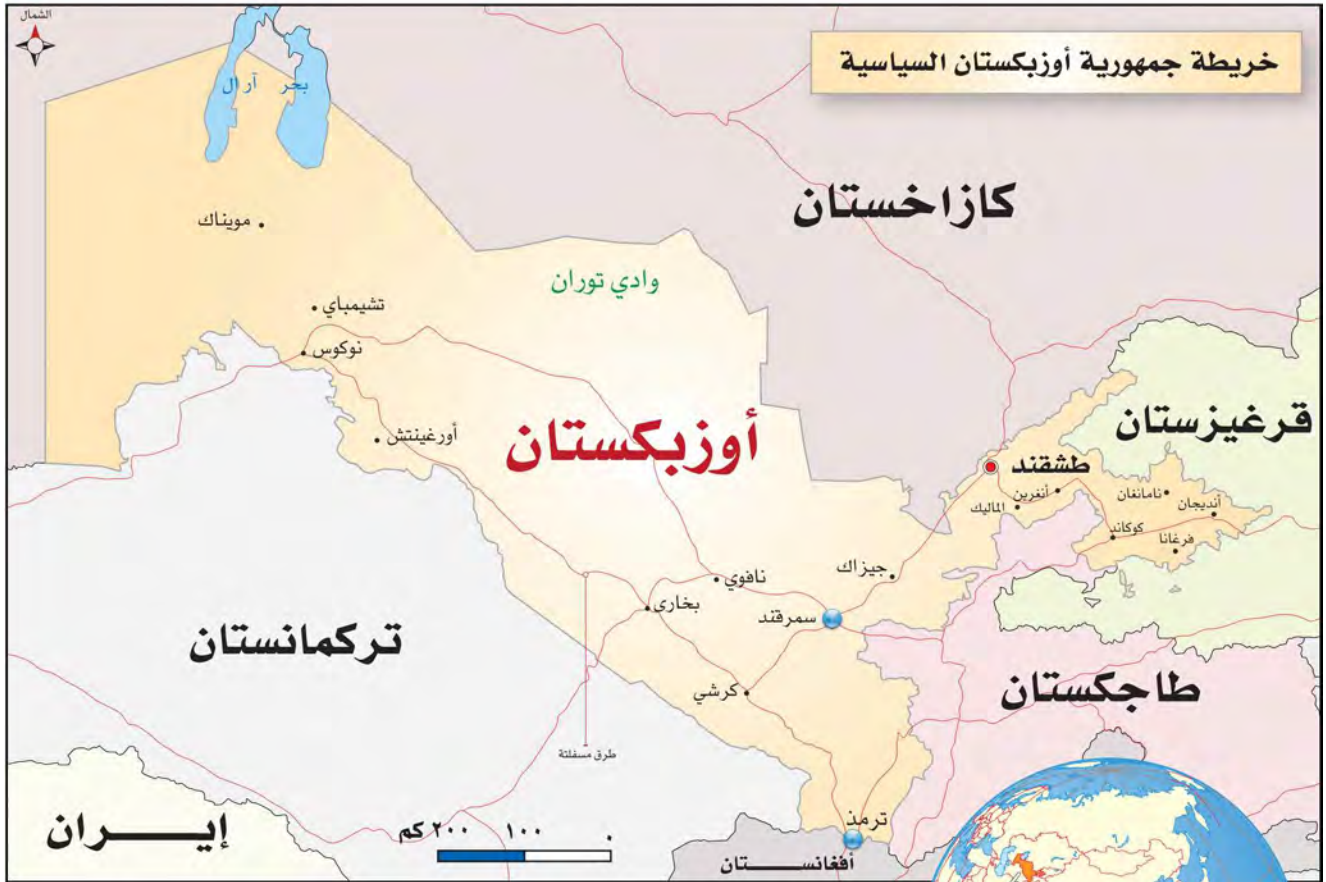 الشمال
خريطة جمهورية أوزبكستان السياسية
بحر آرال
كازاخستان
مويناك
وادي توران
تشيمباي
نوكوس
قرغيزستان
أورغينتش
أوزبكستان
طشقند
أنغرين
نامانغان
الماليك
أنديجان
كوكاند
فرغانا
جيزاك
نافوي
بخارى
سمرقند
تركمانستان
كرشي
طاجكستان
طرق مسفلتة
ترمذ
إيـــران
٢٠٠ كم ١٠٠ ٠
أفغانســـتان